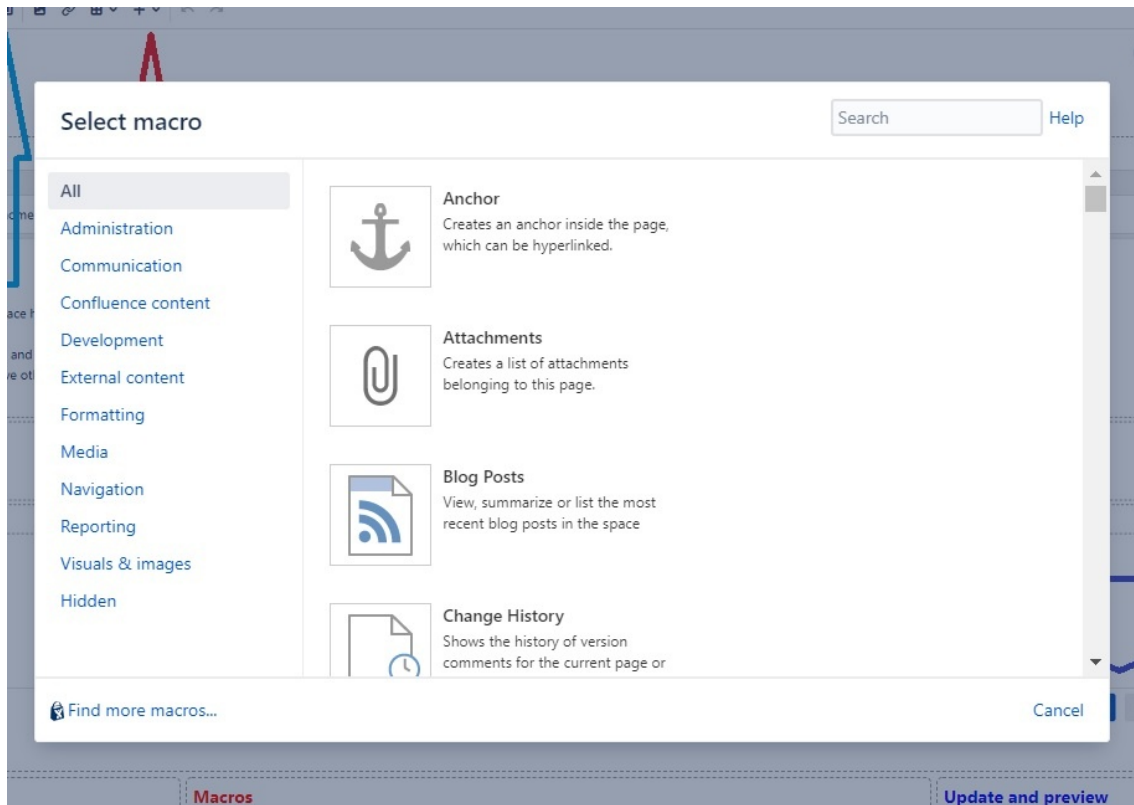 Select macro
Search
Help
All
Administration
Communication
Confluence content
Development
External content
Formatting
Media
Navigation
Reporting
Visuals & images
Hidden
Anchor
Creates an anchor inside the page,
which can be hyperlinked.
Attachments
Creates a list of attachments
belonging to this page.
Blog Posts
View, summarize or list the most
recent blog posts in the space
Change History
Shows the history of version
comments for the current page or
Find more macros...
Cancel
and
Macros
Update and preview